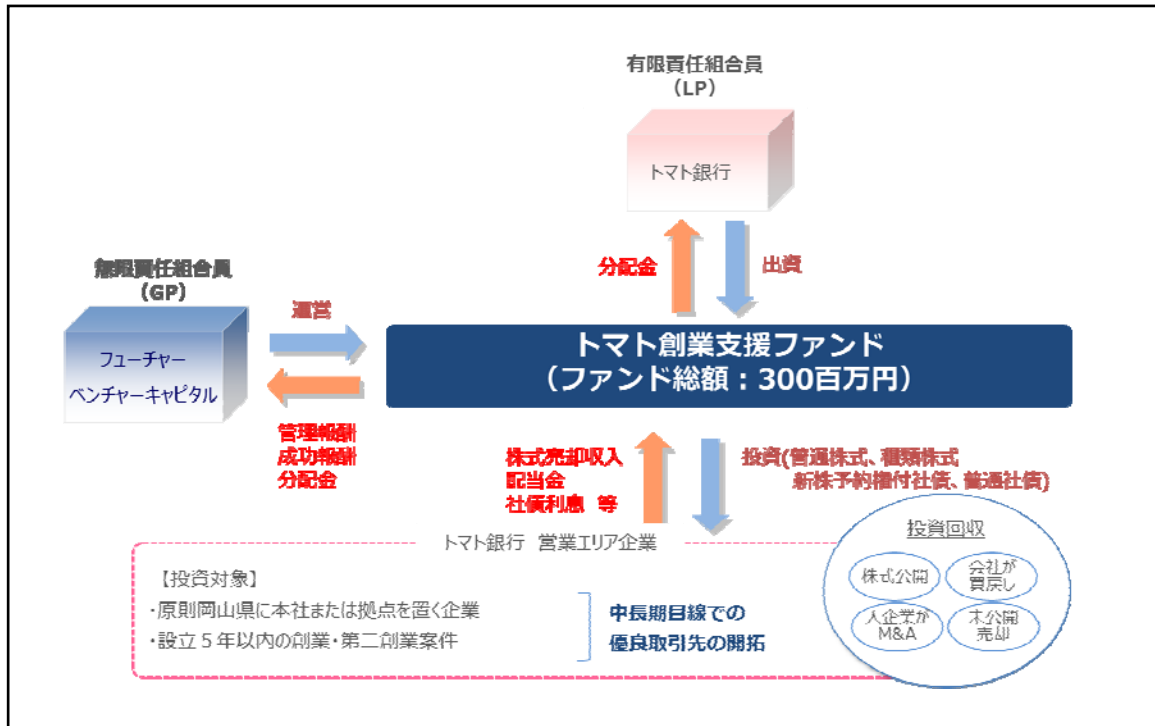 有限責任組合員
（LP）
トマト銀行
分配金
出資
無限責任組合員
（GP）
フューチャー
ベンチャーキャピタル
運営
管理報酬
成功報酬
分配金
トマト創業支援ファンド
（ファンド総額：300百万円）
株式売却収入
配当金
社債利息 等
投資(普通株式、種類株式
新株予約権付社債、普通社債)
トマト銀行 営業エリア企業
【投資対象】
・原則岡山県に本社または拠点を置く企業
・設立５年以内の創業・第二創業案件
中長期目線での
優良取引先の開拓
投資回収
株式公開
会社が
買戻し
大企業が
M&A
未公開
売却